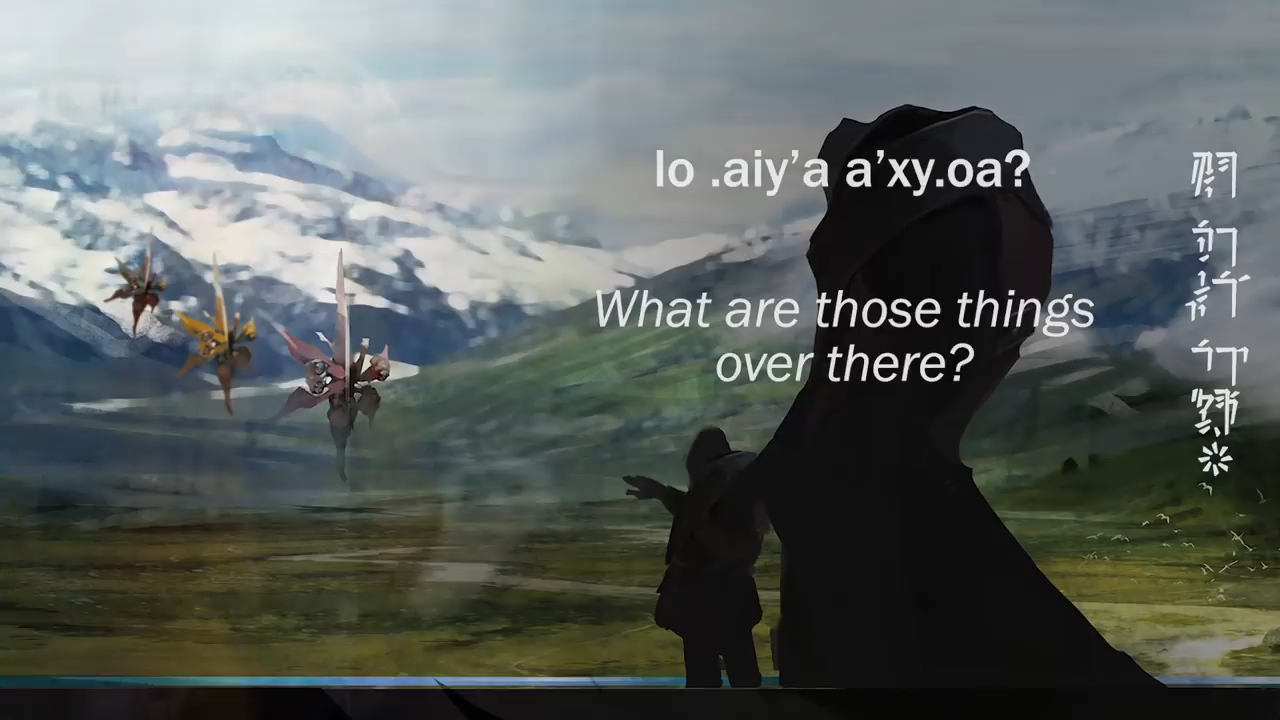 lo .aiy’a a’xy.oa?
What are those things
over there?